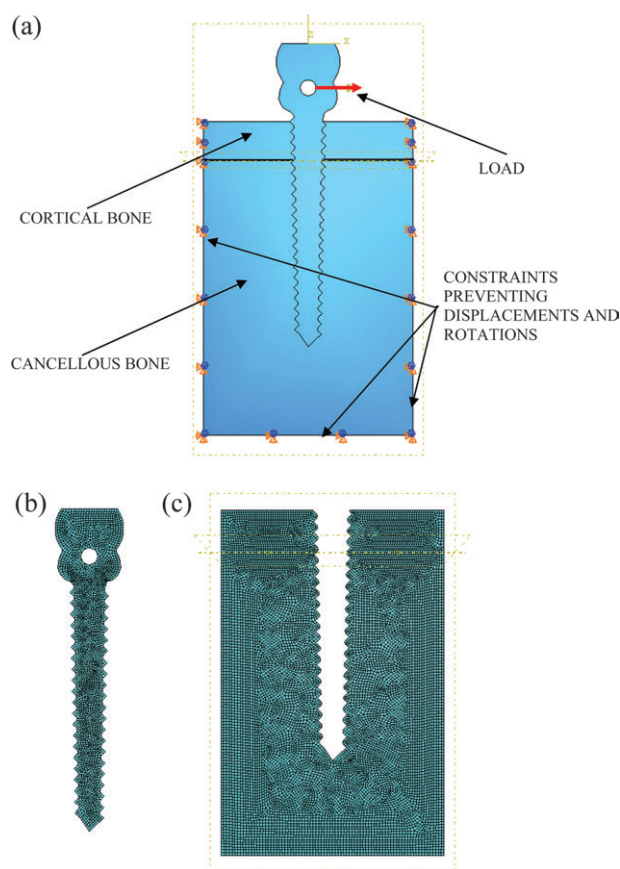 (a)
LOAD
CORTICAL BONE
CONSTRAINTS
PREVENTING
DISPLACEMENTS AND
ROTATIONS
CANCELLOUS BONE
(b)
(c)